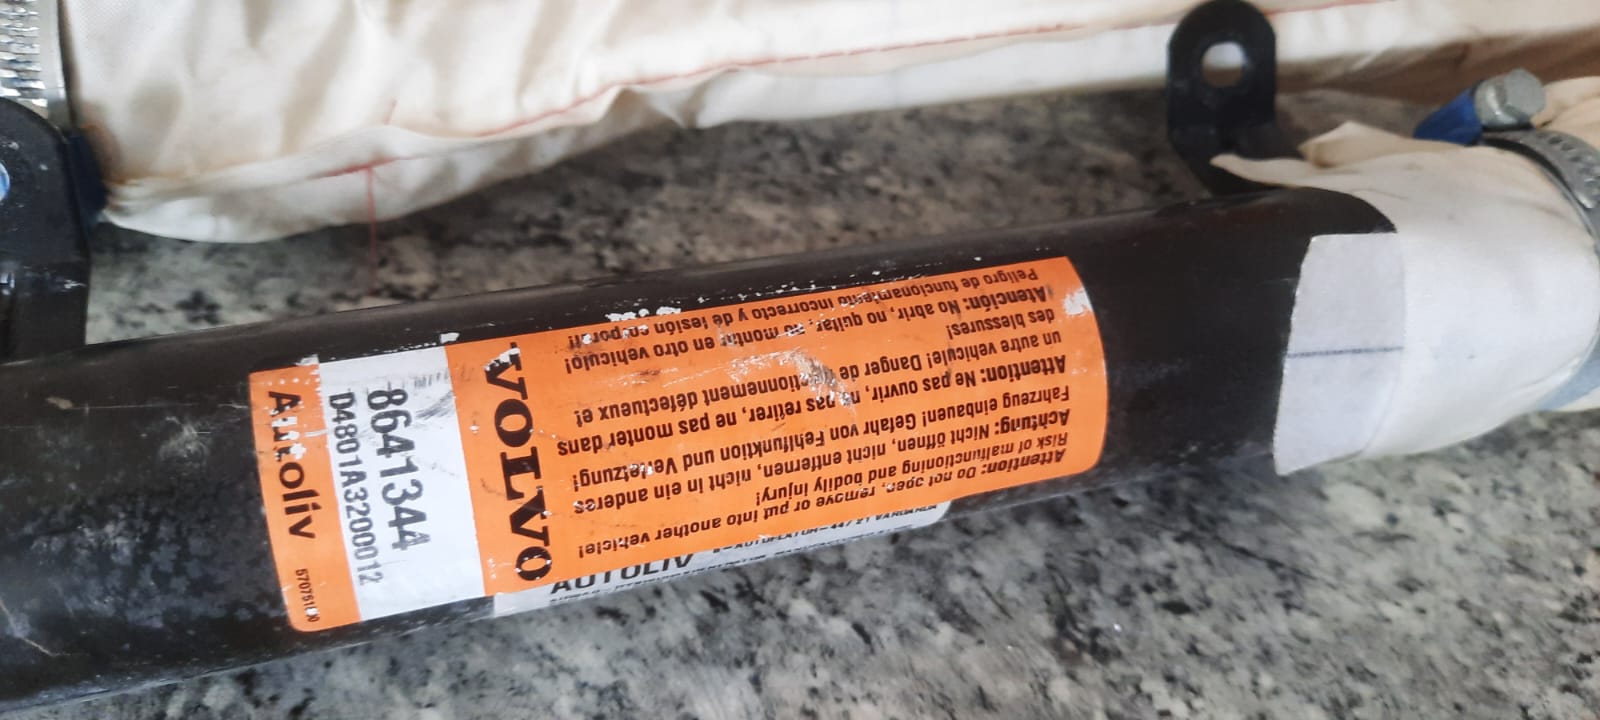 Autoliv
5707611
8641344
D4801A3200012
VOLVO
Attention: Do not open, remove or put into another vehicle!
Risk of malfunctioning and bodily injury!
Achtung: Nicht öffnen, nicht entfernen, nicht in ein anderes
Fahrzeug einbauen! Gefahr von Fehlfunktion und Verletzung!
Attention: Ne pas ouvrir, ne pas retirer, ne pas monter dans
un autre véhicule! Danger de fonctionnement défectueux et
des blessures!
Atención: No abrir, no quitar, no montar en otro vehículo!
Peligro de funcionamiento incorrecto y de lesión corporal!
AUTOLIV